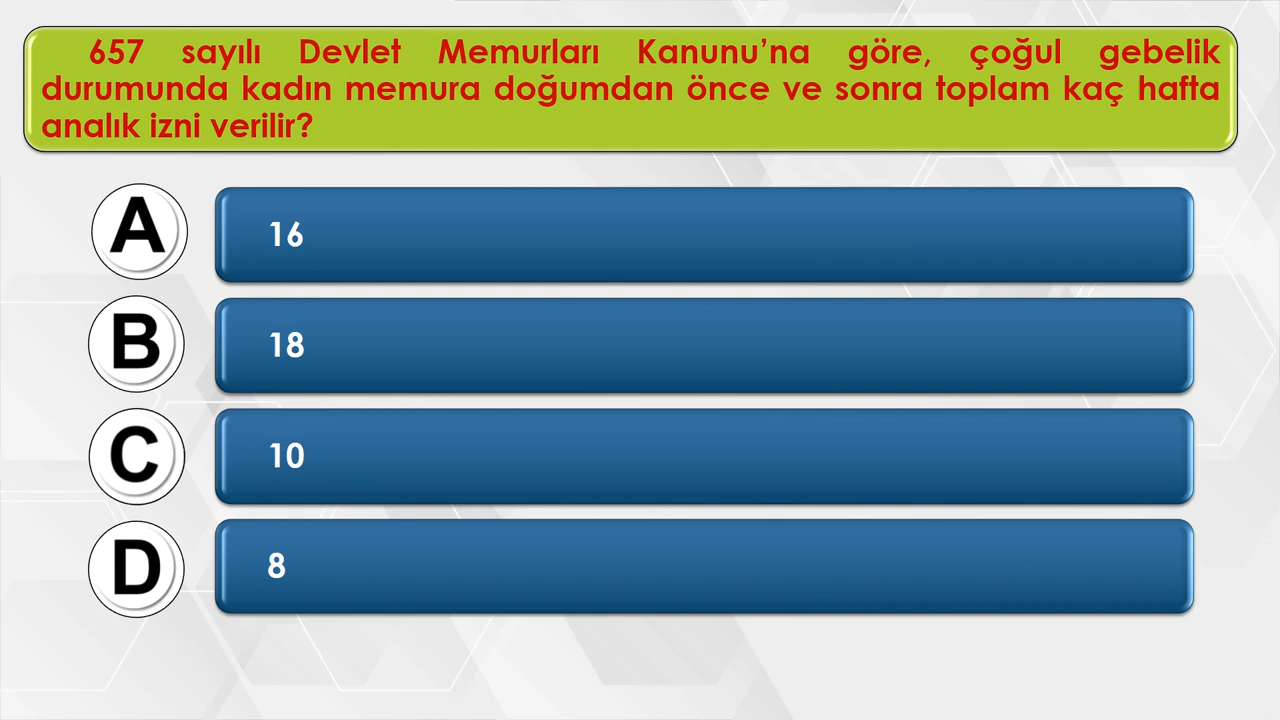 657 sayılı Devlet Memurları Kanunu’na göre, çoğul gebelik
durumunda kadın memura doğumdan önce ve sonra toplam kaç hafta
analık izni verilir?
A
16
B
18
C
10
D
8